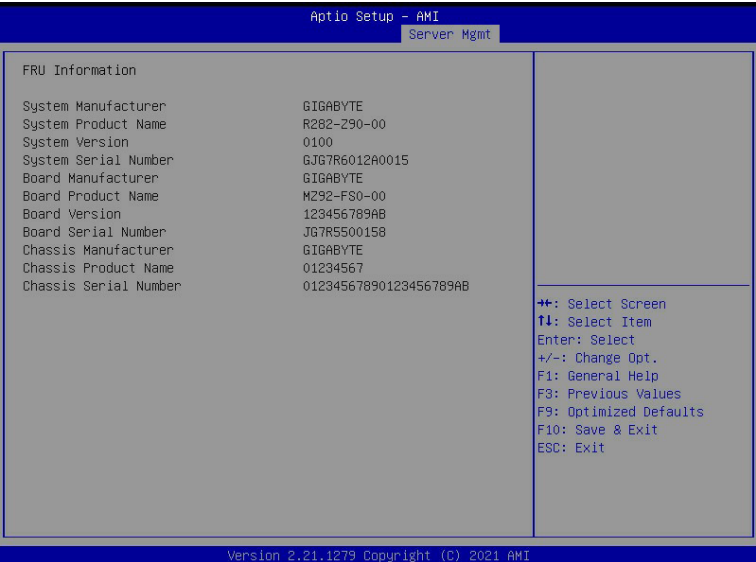 Aptio Setup – AMI
Server Mgmt
FRU Information
System Manufacturer GIGABYTE
System Product Name R282-Z90-00
System Version 0100
System Serial Number GJG7R6012A0015
Board Manufacturer GIGABYTE
Board Product Name MZ92-FS0-00
Board Version 123456789AB
Board Serial Number JG7R5500158
Chassis Manufacturer GIGABYTE
Chassis Product Name 01234567
Chassis Serial Number 01234567890123456789AB
→←: Select Screen
↑↓: Select Item
Enter: Select
+/-: Change Opt.
F1: General Help
F3: Previous Values
F9: Optimized Defaults
F10: Save & Exit
ESC: Exit
Version 2.21.1279 Copyright (C) 2021 AMI